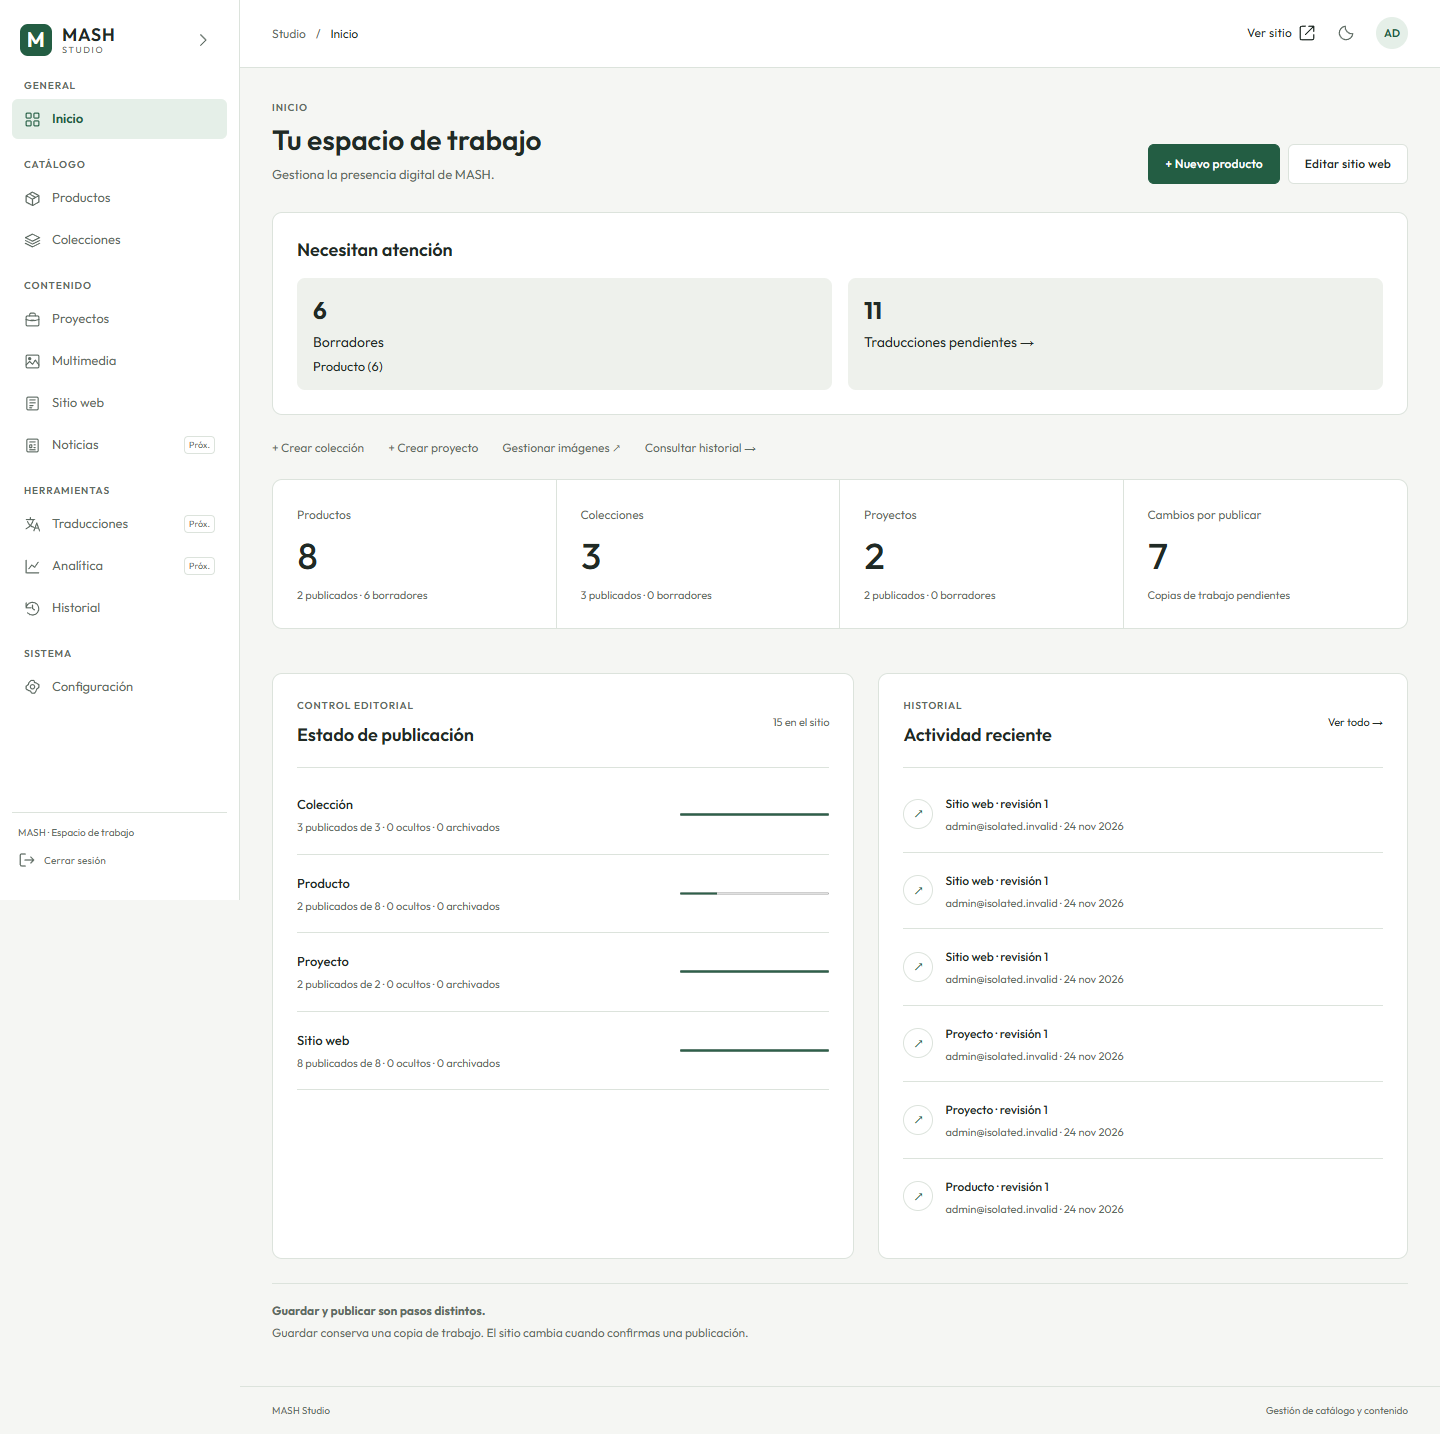 M MASH
STUDIO
GENERAL
Inicio
CATÁLOGO
Productos
Colecciones
CONTENIDO
Proyectos
Multimedia
Sitio web
Noticias Próx.
HERRAMIENTAS
Traducciones Próx.
Analítica Próx.
Historial
SISTEMA
Configuración
MASH · Espacio de trabajo
Cerrar sesión
Studio / Inicio
Ver sitio
AD
INICIO
Tu espacio de trabajo
Gestiona la presencia digital de MASH.
+ Nuevo producto
Editar sitio web
Necesitan atención
6
Borradores
Producto (6)
11
Traducciones pendientes →
+ Crear colección
+ Crear proyecto
Gestionar imágenes ↗
Consultar historial →
Productos
8
2 publicados · 6 borradores
Colecciones
3
3 publicados · 0 borradores
Proyectos
2
2 publicados · 0 borradores
Cambios por publicar
7
Copias de trabajo pendientes
CONTROL EDITORIAL
Estado de publicación
15 en el sitio
Colección
3 publicados de 3 · 0 ocultos · 0 archivados
Producto
2 publicados de 8 · 0 ocultos · 0 archivados
Proyecto
2 publicados de 2 · 0 ocultos · 0 archivados
Sitio web
8 publicados de 8 · 0 ocultos · 0 archivados
HISTORIAL
Actividad reciente
Ver todo →
↗ Sitio web · revisión 1
admin@isolated.invalid · 24 nov 2026
↗ Sitio web · revisión 1
admin@isolated.invalid · 24 nov 2026
↗ Sitio web · revisión 1
admin@isolated.invalid · 24 nov 2026
↗ Proyecto · revisión 1
admin@isolated.invalid · 24 nov 2026
↗ Proyecto · revisión 1
admin@isolated.invalid · 24 nov 2026
↗ Producto · revisión 1
admin@isolated.invalid · 24 nov 2026
Guardar y publicar son pasos distintos.
Guardar conserva una copia de trabajo. El sitio cambia cuando confirmas una publicación.
MASH Studio
Gestión de catálogo y contenido